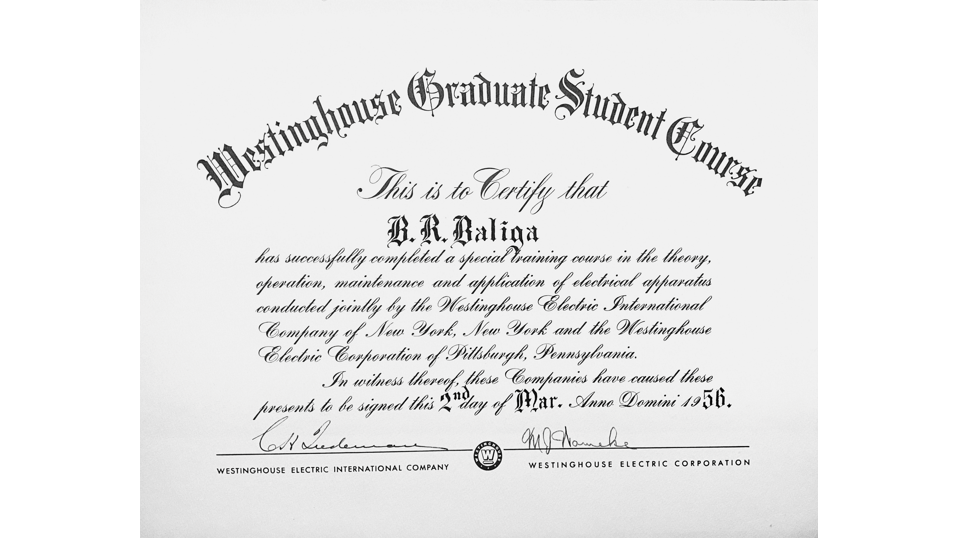 Westinghouse Graduate Student Course
This is to Certify that
B. R. Baliga
has successfully completed a special training course in the theory,
operation, maintenance and application of electrical apparatus
conducted jointly by the Westinghouse Electric International
Company of New York, New York and the Westinghouse
Electric Corporation of Pittsburgh, Pennsylvania.
In witness thereof, these Companies have caused these
presents to be signed this 2nd day of Mar. Anno Domini 1956.
WESTINGHOUSE ELECTRIC INTERNATIONAL COMPANY
WESTINGHOUSE ELECTRIC CORPORATION